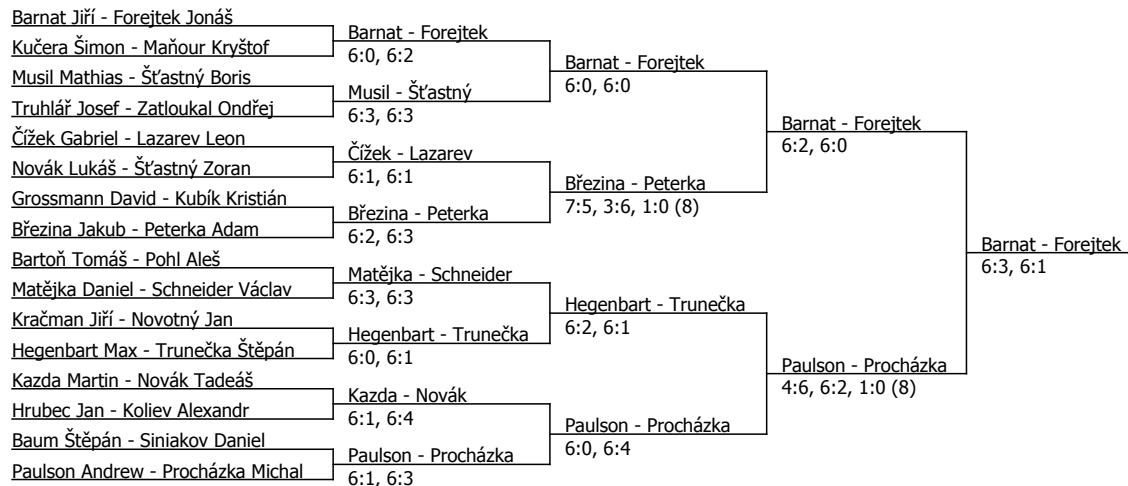 Barnat Jiří - Forejtek Jonáš
Kučera Šimon - Maňour Kryštof
Musil Mathias - Šťastný Boris
Truhlář Josef - Zatloukal Ondřej
Čížek Gabriel - Lazarev Leon
Novák Lukáš - Šťastný Zoran
Grossmann David - Kubík Kristián
Březina Jakub - Peterka Adam
Bartoň Tomáš - Pohl Aleš
Matějka Daniel - Schneider Václav
Kračman Jiří - Novotný Jan
Hegenbart Max - Trunečka Štěpán
Kazda Martin - Novák Tadeáš
Hrubec Jan - Koliev Alexandr
Baum Štěpán - Siniakov Daniel
Paulson Andrew - Procházka Michal
Barnat - Forejtek
6:0, 6:2
Musil - Šťastný
6:3, 6:3
Čížek - Lazarev
6:1, 6:1
Březina - Peterka
6:2, 6:3
Matějka - Schneider
6:3, 6:3
Hegenbart - Trunečka
6:0, 6:1
Kazda - Novák
6:1, 6:4
Paulson - Procházka
6:1, 6:3
Barnat - Forejtek
6:0, 6:0
Březina - Peterka
7:5, 3:6, 1:0 (8)
Hegenbart - Trunečka
6:2, 6:1
Paulson - Procházka
6:0, 6:4
Barnat - Forejtek
6:2, 6:0
Paulson - Procházka
4:6, 6:2, 1:0 (8)
Barnat - Forejtek
6:3, 6:1